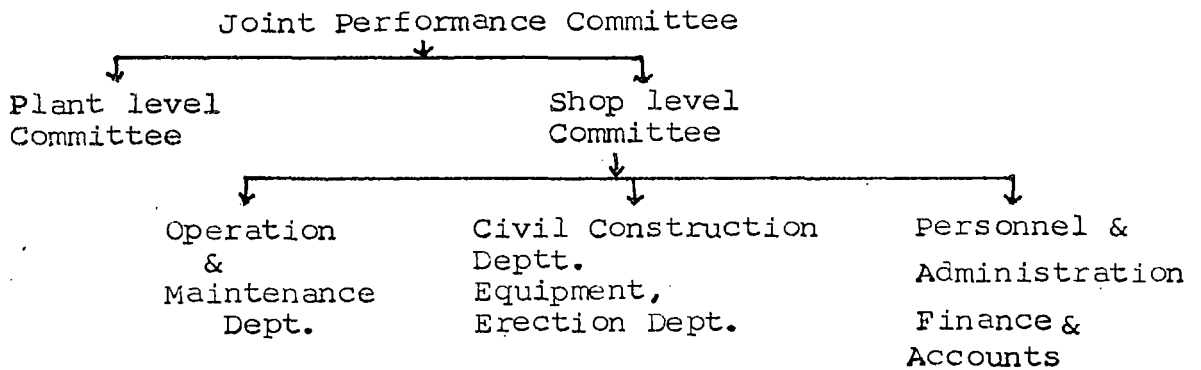 Joint Performance Committee
Plant level
Committee
Shop level
Committee
Operation
&
Maintenance
Dept.
Civil Construction
Deptt.
Equipment,
Erection Dept.
Personnel &
Administration
Finance &
Accounts